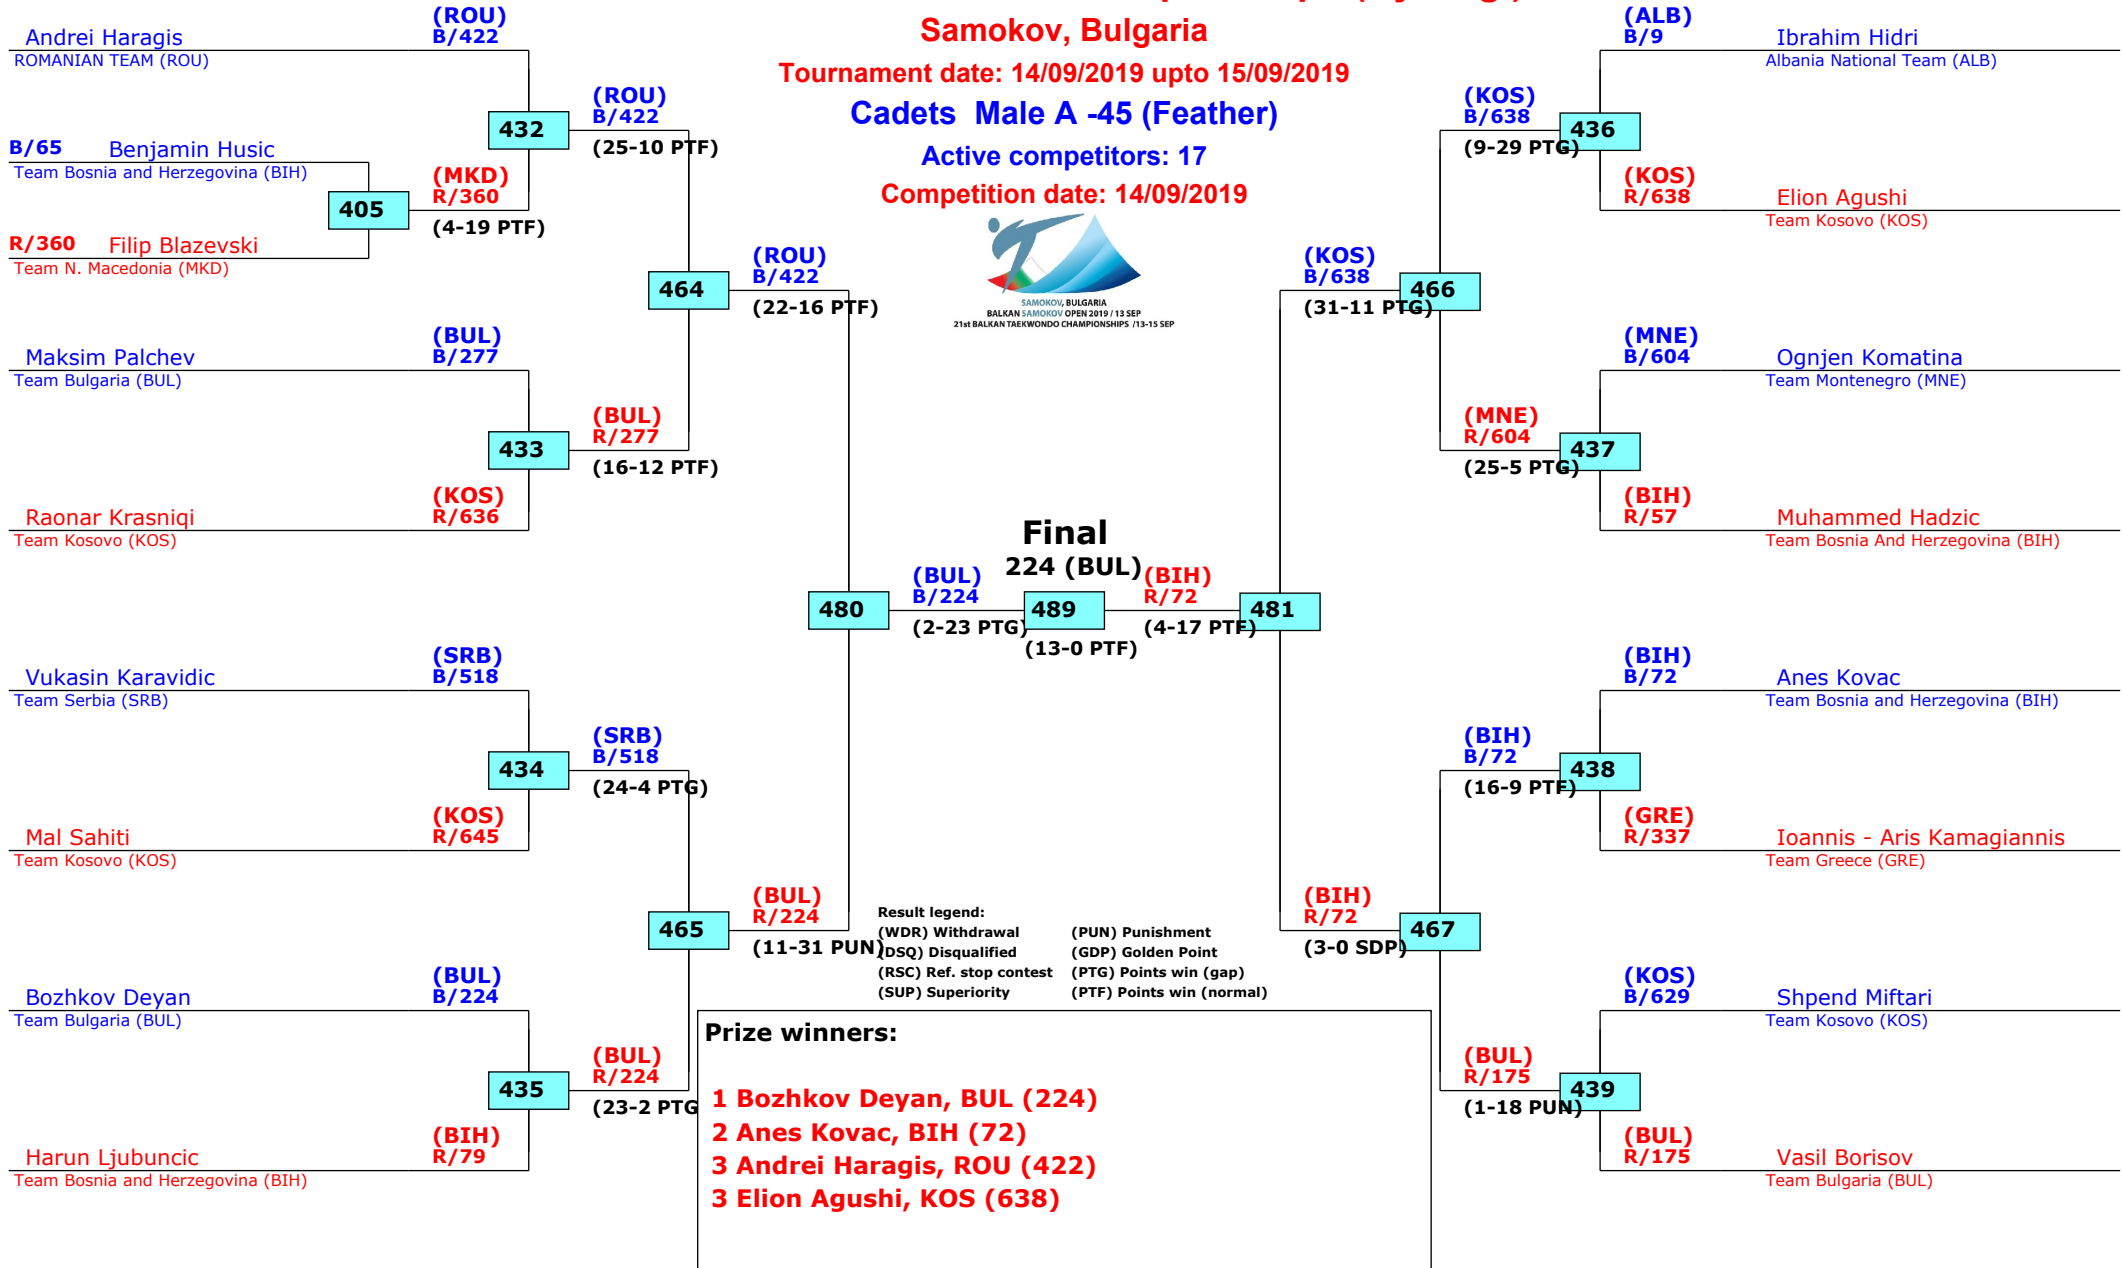 Samokov, Bulgaria
Tournament date: 14/09/2019 upto 15/09/2019
Cadets Male A -45 (Feather)
Active competitors: 17
Competition date: 14/09/2019
SAMOKOV, BULGARIA
BALKAN SAMOKOV OPEN 2019 / 13 SEP
21st BALKAN TAEKWONDO CHAMPIONSHIPS /13-15 SEP
Andrei Haragis
ROMANIAN TEAM (ROU)
(ROU)
B/422
B/65 Benjamin Husic
Team Bosnia and Herzegovina (BIH)
R/360 Filip Blazevski
Team N. Macedonia (MKD)
405
(MKD)
R/360
(4-19 PTF)
432
(ROU)
B/422
(25-10 PTF)
Maksim Palchev
Team Bulgaria (BUL)
(BUL)
B/277
Raonar Krasniqi
Team Kosovo (KOS)
(KOS)
R/636
433
(BUL)
R/277
(16-12 PTF)
464
(ROU)
B/422
(22-16 PTF)
Vukasin Karavidic
Team Serbia (SRB)
(SRB)
B/518
Mal Sahiti
Team Kosovo (KOS)
(KOS)
R/645
434
(SRB)
B/518
(24-4 PTG)
Bozhkov Deyan
Team Bulgaria (BUL)
(BUL)
B/224
Harun Ljubuncic
Team Bosnia and Herzegovina (BIH)
(BIH)
R/79
435
(BUL)
R/224
(23-2 PTG
465
(BUL)
R/224
(11-31 PUN)
480
(BUL)
B/224
(2-23 PTG)
Final
224 (BUL)
489
(13-0 PTF)
(BIH)
R/72
(4-17 PTF)
481
(KOS)
B/638
(31-11 PTG)
466
(KOS)
B/638
(9-29 PTG)
436
(ALB)
B/9
Ibrahim Hidri
Albania National Team (ALB)
(KOS)
R/638
Elion Agushi
Team Kosovo (KOS)
(MNE)
R/604
(25-5 PTG)
437
(MNE)
B/604
Ognjen Komatina
Team Montenegro (MNE)
(BIH)
R/57
Muhammed Hadzic
Team Bosnia And Herzegovina (BIH)
(BIH)
R/72
(3-0 SDP)
467
(BIH)
B/72
(16-9 PTF)
438
(BIH)
B/72
Anes Kovac
Team Bosnia and Herzegovina (BIH)
(GRE)
R/337
Ioannis - Aris Kamagiannis
Team Greece (GRE)
(BUL)
R/175
(1-18 PUN)
439
(KOS)
B/629
Shpend Miftari
Team Kosovo (KOS)
(BUL)
R/175
Vasil Borisov
Team Bulgaria (BUL)
Result legend:
(WDR) Withdrawal (PUN) Punishment
(DSQ) Disqualified (GDP) Golden Point
(RSC) Ref. stop contest (PTG) Points win (gap)
(SUP) Superiority (PTF) Points win (normal)
Prize winners:
1 Bozhkov Deyan, BUL (224)
2 Anes Kovac, BIH (72)
3 Andrei Haragis, ROU (422)
3 Elion Agushi, KOS (638)